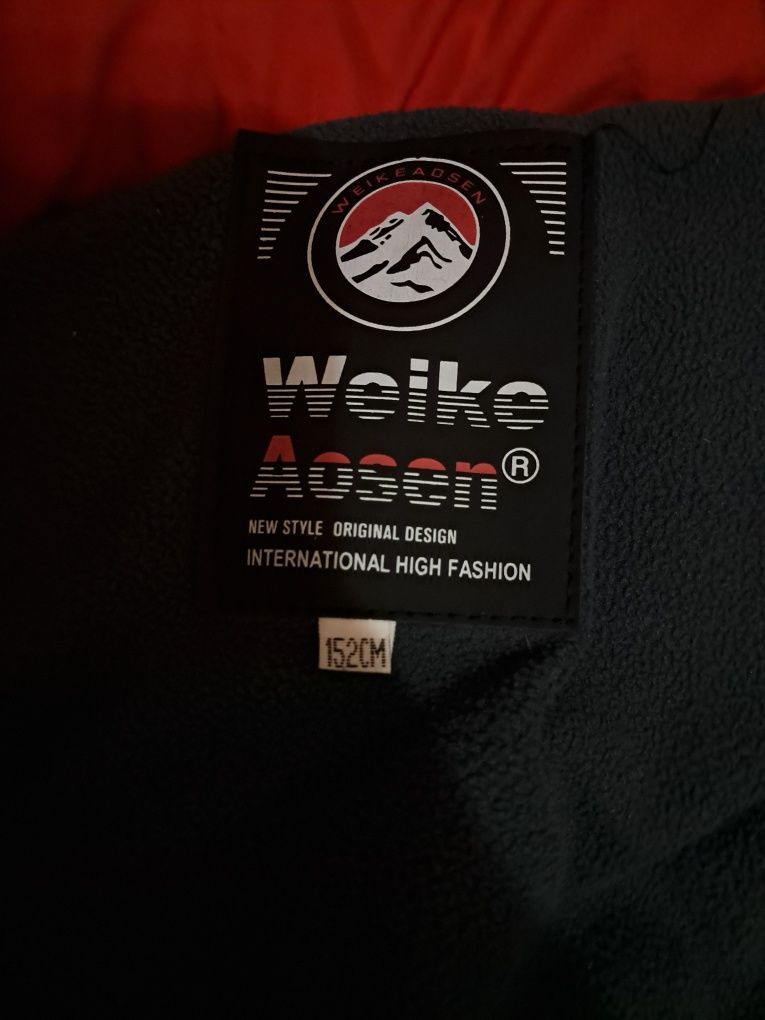 WEIKEAOSEN
Weike
Aosen®
NEW STYLE ORIGINAL DESIGN
INTERNATIONAL HIGH FASHION
152CM